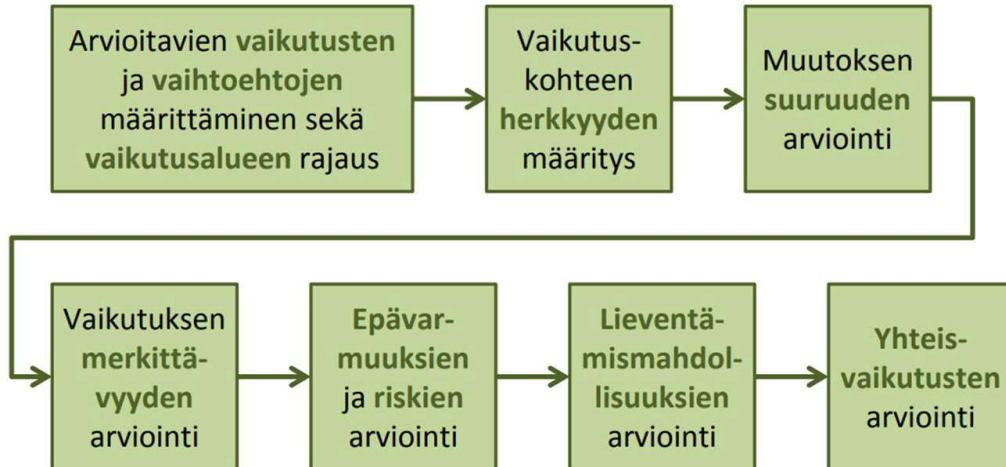 Arvioitavien vaikutusten
ja vaihtoehtojen
määrittäminen sekä
vaikutusalueen rajaus
Vaikutus-
kohteen
herkkyyden
määritys
Muutoksen
suuruuden
arviointi
Vaikutuksen
merkittä-
vyyden
arviointi
Epävar-
muuksien
ja riskien
arviointi
Lieventä-
mismahdol-
lisuuksien
arviointi
Yhteis-
vaikutusten
arviointi